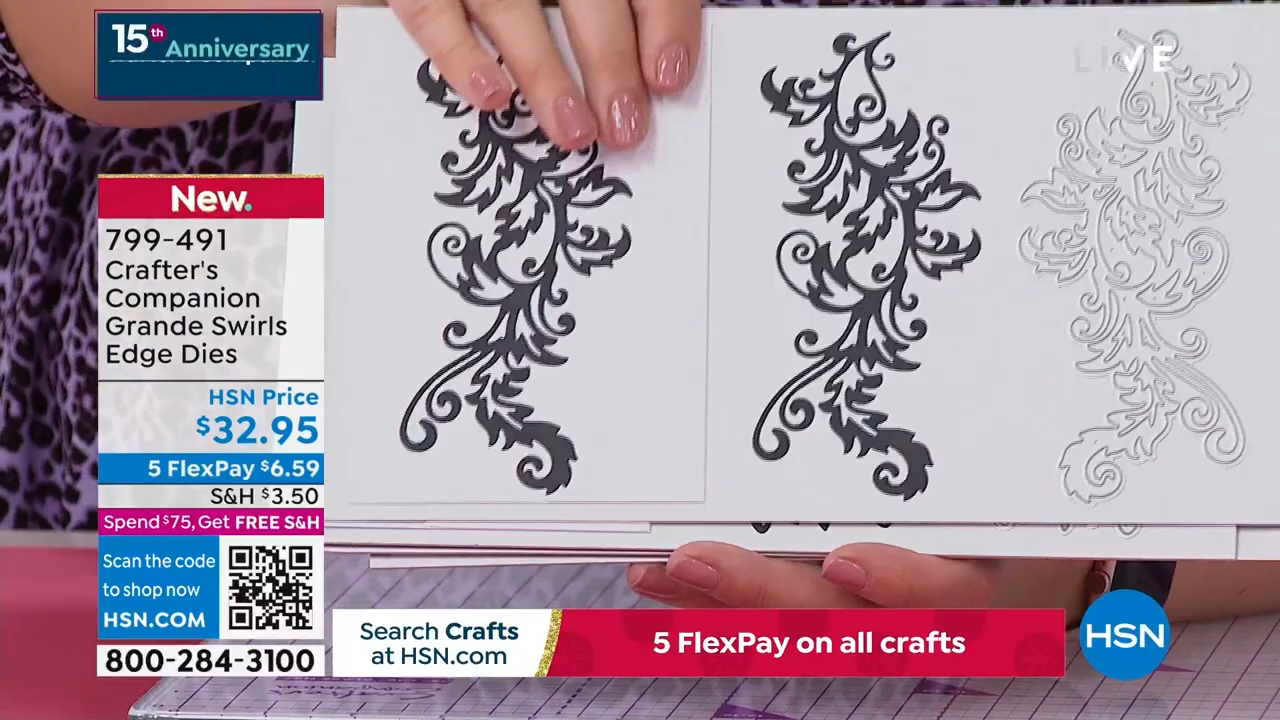 15th Anniversary
LIVE
New.
799-491
Crafter's
Companion
Grande Swirls
Edge Dies
HSN Price
$32.95
5 FlexPay $6.59
S&H $3.50
Spend $75, Get FREE S&H
Scan the code
to shop now
HSN.COM
800-284-3100
Search Crafts
at HSN.com
5 FlexPay on all crafts
HSN